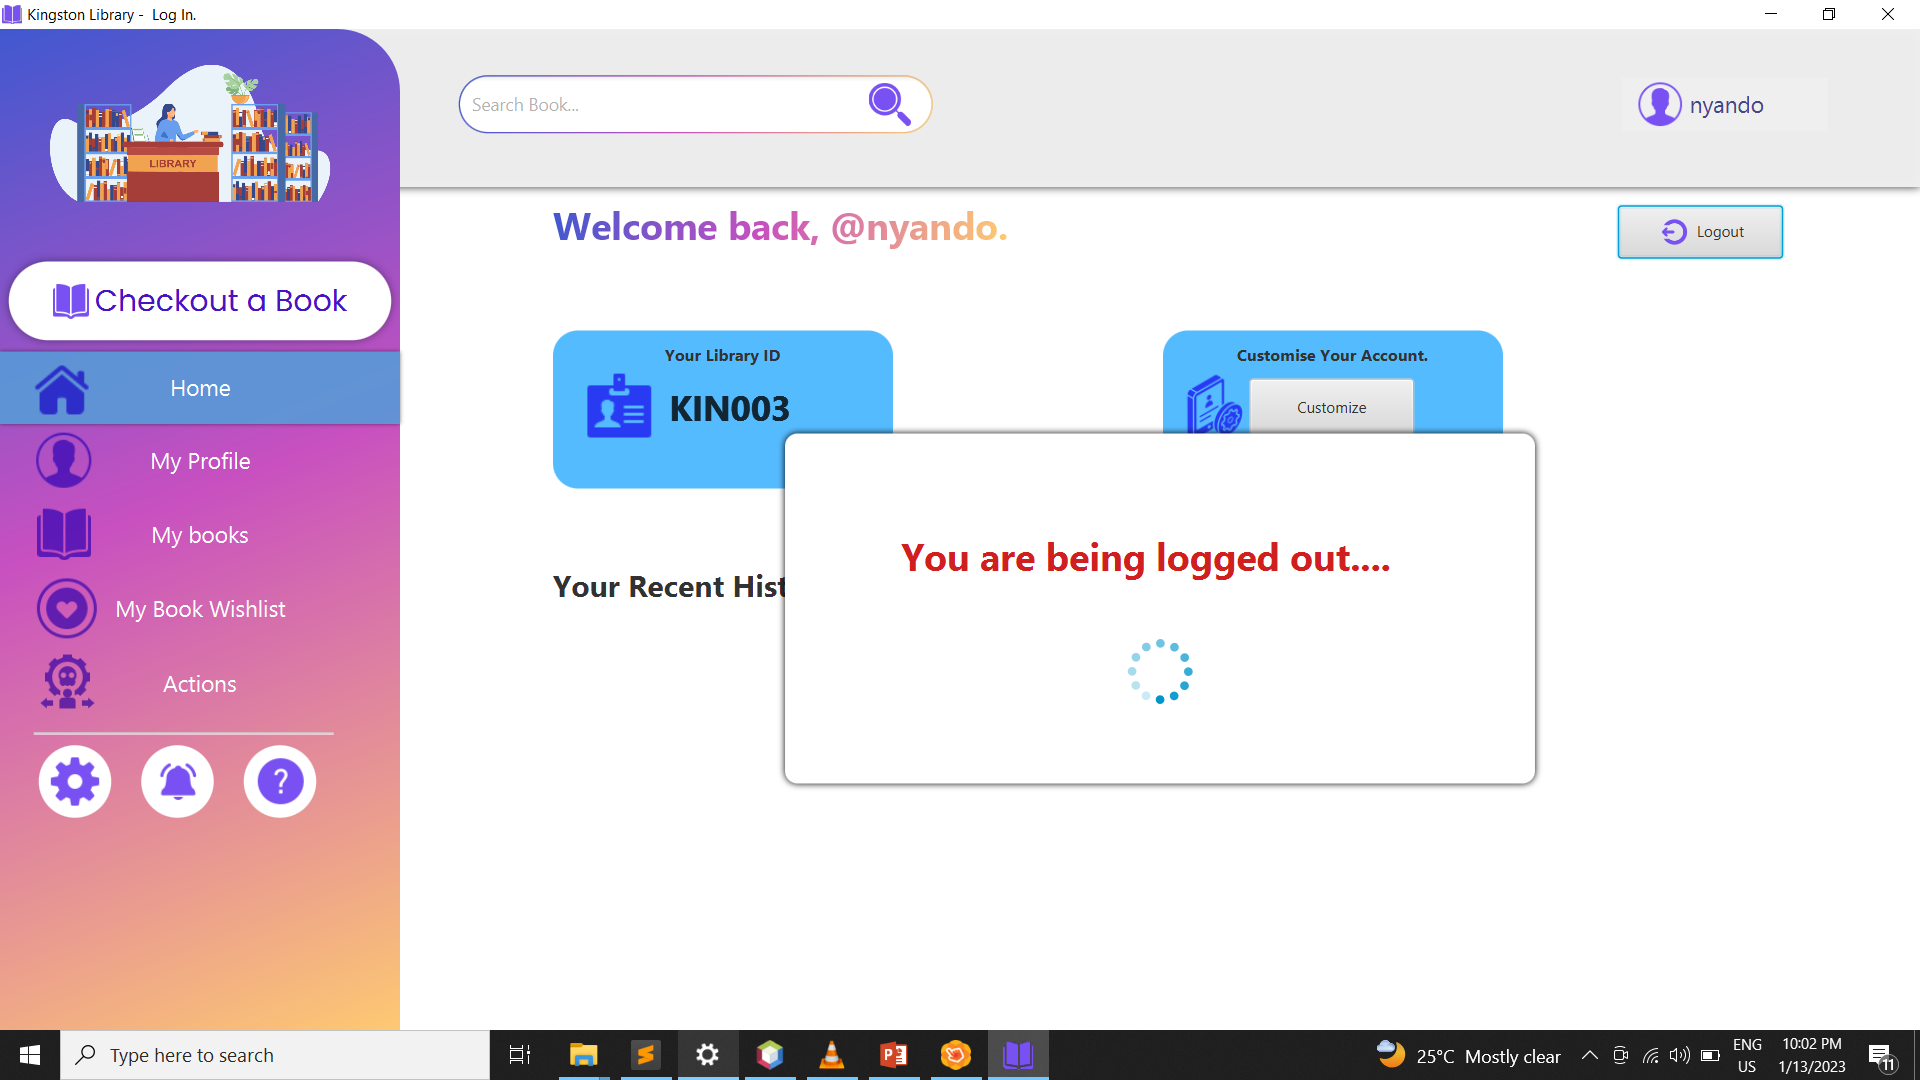 Kingston Library -  Log In.
LIBRARY
Search Book...
nyando
Welcome back, @nyando.
Logout
Checkout a Book
Home
My Profile
My books
My Book Wishlist
Actions
?
Your Library ID
KIN003
Customise Your Account.
Customize
Your Recent Hist
You are being logged out....
Type here to search
P
25°C  Mostly clear
ENG
US
10:02 PM
1/13/2023
11